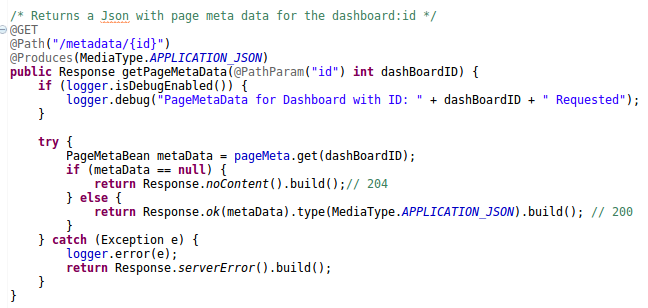 /* Returns a Json with page meta data for the dashboard:id */
@GET
@Path("/metadata/{id}")
@Produces(MediaType.APPLICATION_JSON)
public Response getPageMetaData(@PathParam("id") int dashBoardID) {
    if (logger.isDebugEnabled()) {
        logger.debug("PageMetaData for Dashboard with ID: " + dashBoardID + " Requested");
    }

    try {
        PageMetaBean metaData = pageMeta.get(dashBoardID);
        if (metaData == null) {
            return Response.noContent().build();// 204
        } else {
            return Response.ok(metaData).type(MediaType.APPLICATION_JSON).build(); // 200
        }
    } catch (Exception e) {
        logger.error(e);
        return Response.serverError().build();
    }
}